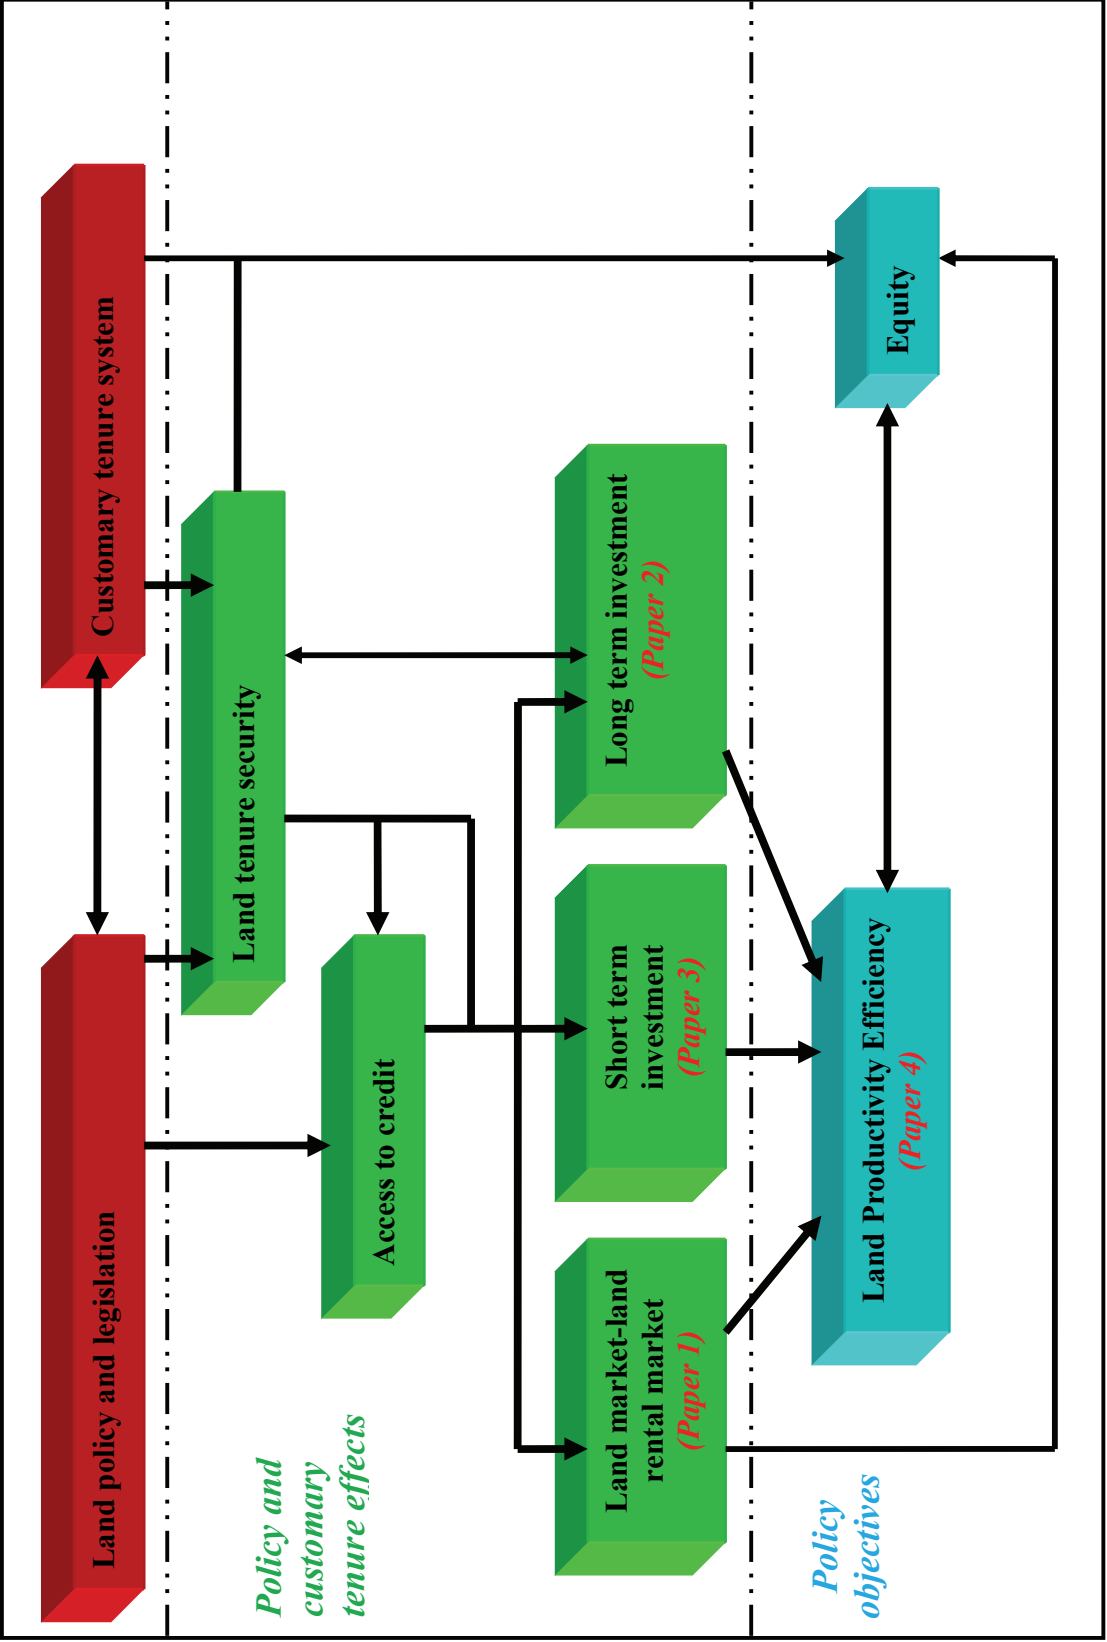 Land policy and legislation
Customary tenure system
Policy and
customary
tenure effects
Land tenure security
Access to credit
Land market-land
rental market
(Paper 1)
Short term
investment
(Paper 3)
Long term investment
(Paper 2)
Policy
objectives
Land Productivity Efficiency
(Paper 4)
Equity